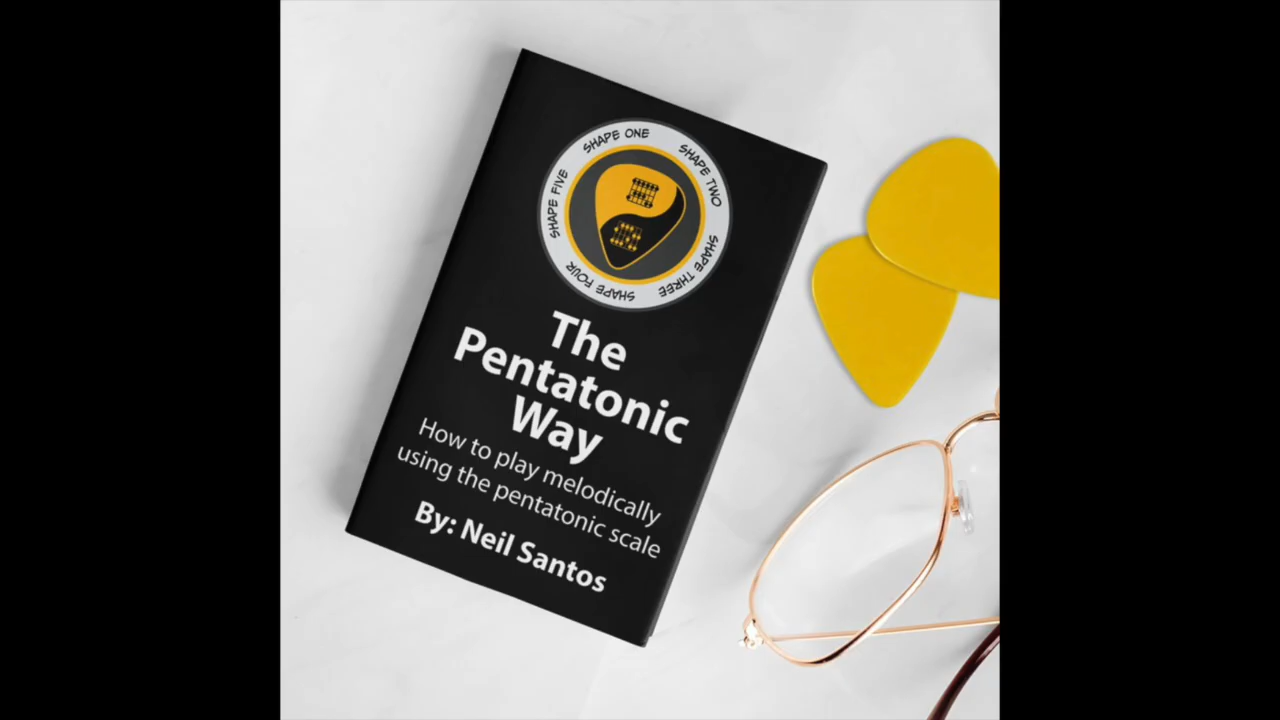 SHAPE ONE
SHAPE TWO
SHAPE THREE
SHAPE FOUR
SHAPE FIVE
The
Pentatonic
Way
How to play melodically
using the pentatonic scale
By: Neil Santos